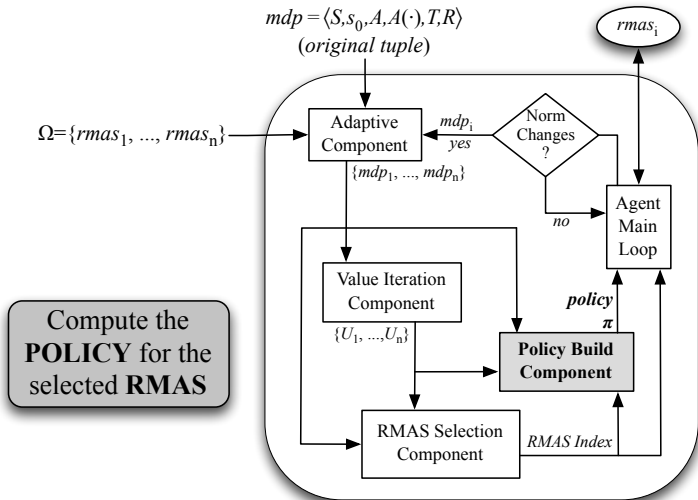 mdp = ⟨S,s₀,A,A(·),T,R⟩
(original tuple)
rmasᵢ
Ω={rmas₁, ..., rmasₙ}
Adaptive
Component
mdpᵢ
yes
Norm
Changes
?
{mdp₁, ..., mdpₙ}
no
Agent
Main
Loop
Value Iteration
Component
{U₁, ...,Uₙ}
policy
π
Compute the
POLICY for the
selected RMAS
Policy Build
Component
RMAS Selection
Component
RMAS Index